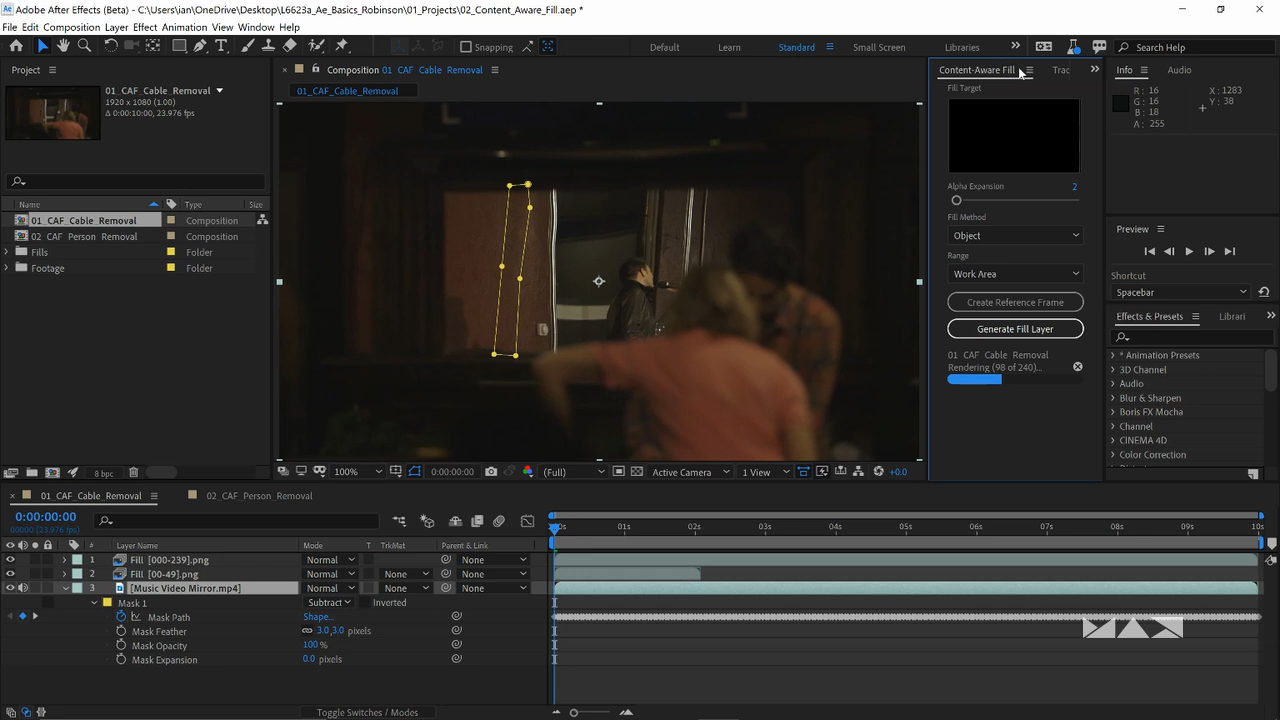 Adobe After Effects (Beta) - C:\Users\ian\OneDrive\Desktop\L6623a_Ae_Basics_Robinson\01_Projects\02_Content_Aware_Fill.aep *
File Edit Composition Layer Effect Animation View Window Help
Snapping
Default Learn Standard Small Screen Libraries
Search Help
Project
01_CAF_Cable_Removal
1920 x 1080 (1.00)
Δ 0:00:10:00, 23.976 fps
Name Type Size
01_CAF_Cable_Removal Composition
02_CAF_Person_Removal Composition
Fills Folder
Footage Folder
8 bpc
Composition 01_CAF_Cable_Removal
01_CAF_Cable_Removal
100% 0:00:00:00 (Full) Active Camera 1 View +0.0
Content-Aware Fill Trac
Fill Target
Alpha Expansion 2
Fill Method
Object
Range
Work Area
Create Reference Frame
Generate Fill Layer
01_CAF_Cable_Removal
Rendering (98 of 240)...
Info Audio
R : 16 X : 1283
G : 16 Y : 38
B : 18
A : 255
Preview
Shortcut
Spacebar
Effects & Presets Librari
* Animation Presets
3D Channel
Audio
Blur & Sharpen
Boris FX Mocha
Channel
CINEMA 4D
Color Correction
01_CAF_Cable_Removal 02_CAF_Person_Removal
0:00:00:00
00000 (23.976 fps)
# Layer Name Mode T TrkMat Parent & Link
01s 02s 03s 04s 05s 06s 07s 08s 09s 10s
1 Fill [000-239].png Normal None
2 Fill [00-49].png Normal None None
3 [Music Video Mirror.mp4] Normal None None
Mask 1 Subtract Inverted
Mask Path Shape...
Mask Feather 3.0,3.0 pixels
Mask Opacity 100%
Mask Expansion 0.0 pixels
MAX
Toggle Switches / Modes